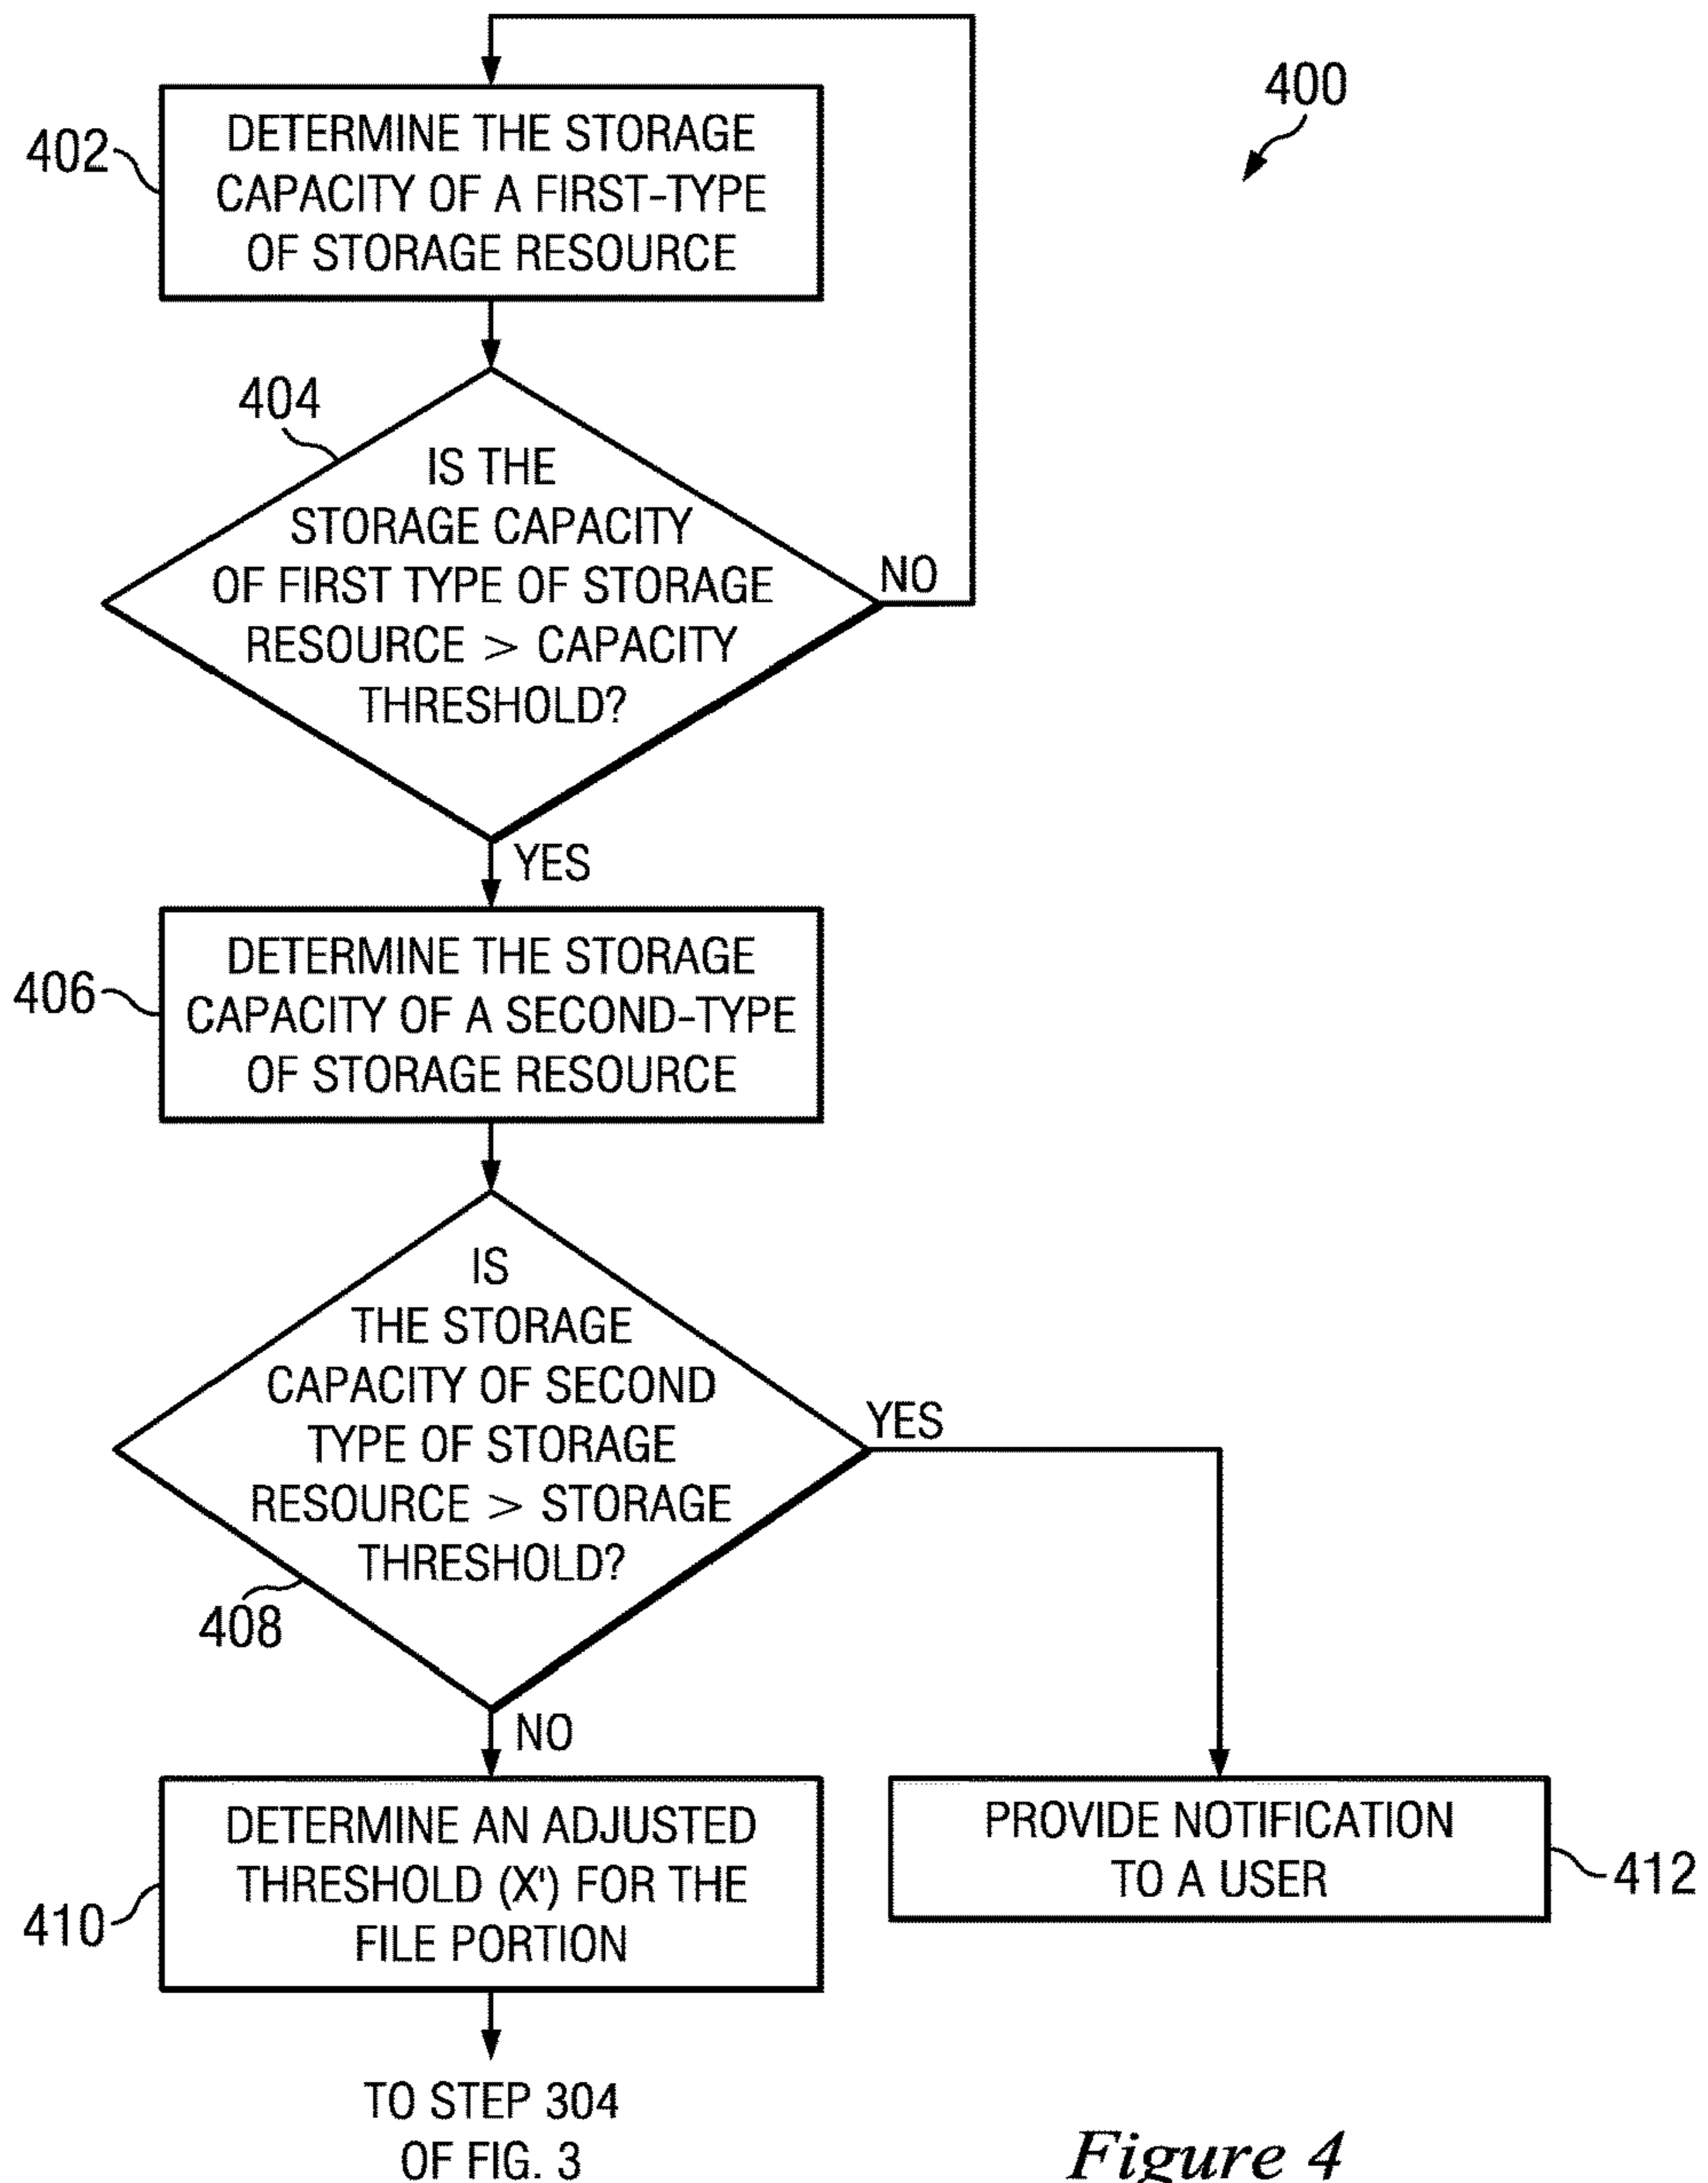 400
402
DETERMINE THE STORAGE
CAPACITY OF A FIRST-TYPE
OF STORAGE RESOURCE
404
IS THE
STORAGE CAPACITY
OF FIRST TYPE OF STORAGE
RESOURCE > CAPACITY
THRESHOLD?
NO
YES
406
DETERMINE THE STORAGE
CAPACITY OF A SECOND-TYPE
OF STORAGE RESOURCE
IS
THE STORAGE
CAPACITY OF SECOND
TYPE OF STORAGE
RESOURCE > STORAGE
THRESHOLD?
YES
408
NO
410
DETERMINE AN ADJUSTED
THRESHOLD (X') FOR THE
FILE PORTION
PROVIDE NOTIFICATION
TO A USER
412
TO STEP 304
OF FIG. 3
Figure 4